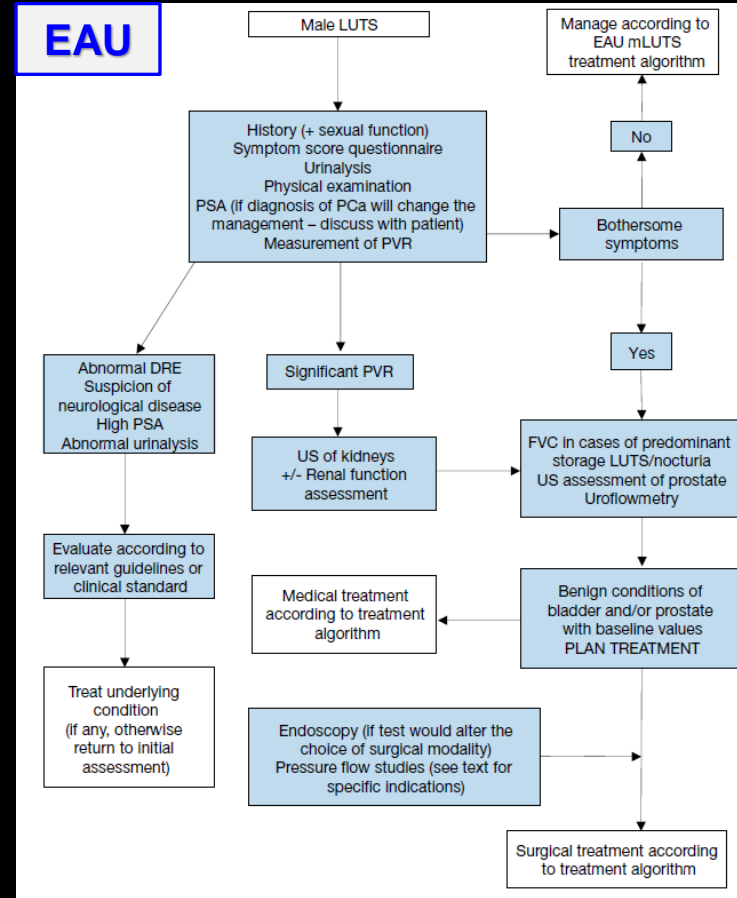 EAU
Male LUTS
Manage according to
EAU mLUTS
treatment algorithm
History (+ sexual function)
Symptom score questionnaire
Urinalysis
Physical examination
PSA (if diagnosis of PCa will change the
management – discuss with patient)
Measurement of PVR
No
Bothersome
symptoms
Yes
Abnormal DRE
Suspicion of
neurological disease
High PSA
Abnormal urinalysis
Significant PVR
US of kidneys
+/- Renal function
assessment
FVC in cases of predominant
storage LUTS/nocturia
US assessment of prostate
Uroflowmetry
Evaluate according to
relevant guidelines or
clinical standard
Medical treatment
according to treatment
algorithm
Benign conditions of
bladder and/or prostate
with baseline values
PLAN TREATMENT
Treat underlying
condition
(if any, otherwise
return to initial
assessment)
Endoscopy (if test would alter the
choice of surgical modality)
Pressure flow studies (see text for
specific indications)
Surgical treatment according
to treatment algorithm